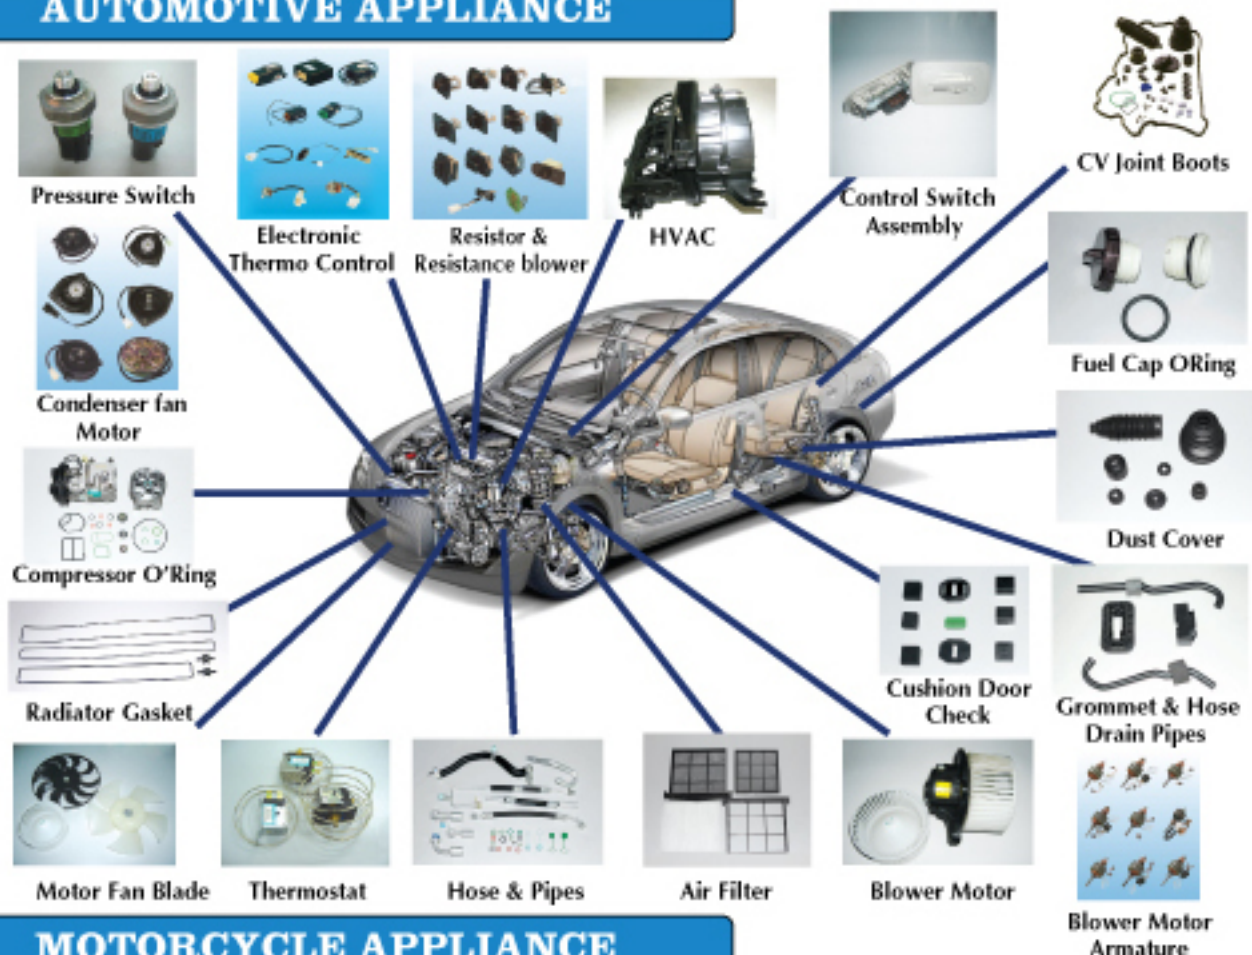 AUTOMOTIVE APPLIANCE
Pressure Switch
Electronic
Thermo Control
Resistor &
Resistance blower
HVAC
Control Switch
Assembly
CV Joint Boots
Condenser fan
Motor
Fuel Cap ORing
Compressor O'Ring
Dust Cover
Radiator Gasket
Cushion Door
Check
Grommet & Hose
Drain Pipes
Motor Fan Blade
Thermostat
Hose & Pipes
Air Filter
Blower Motor
Blower Motor
Armature
MOTORCYCLE APPLIANCE